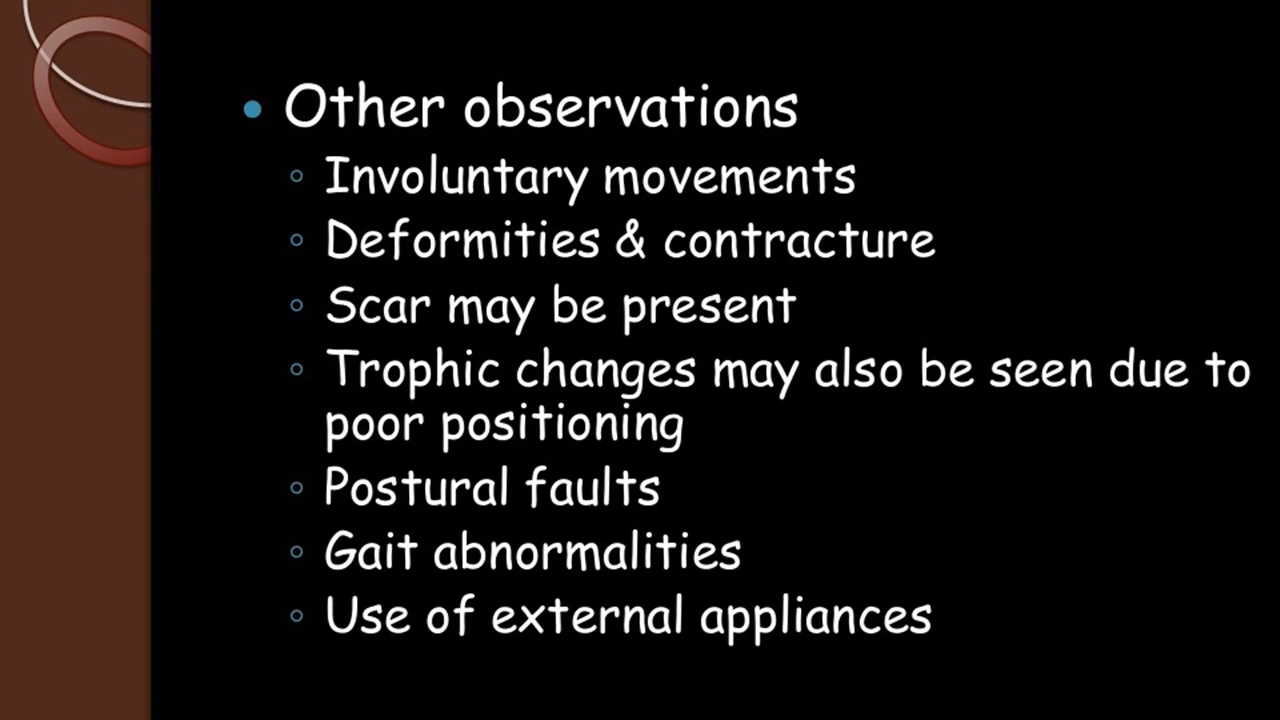 • Other observations
◦ Involuntary movements
◦ Deformities & contracture
◦ Scar may be present
◦ Trophic changes may also be seen due to
poor positioning
◦ Postural faults
◦ Gait abnormalities
◦ Use of external appliances